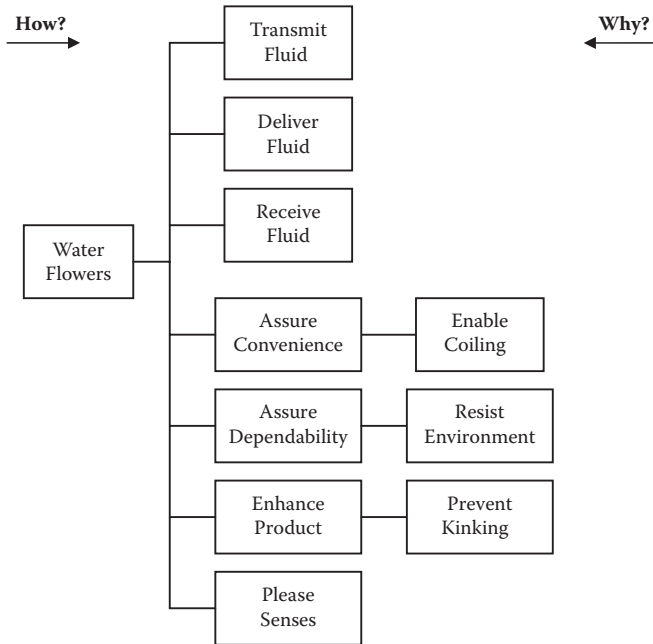 How?
Why?
Transmit
Fluid
Deliver
Fluid
Receive
Fluid
Water
Flowers
Assure
Convenience
Enable
Coiling
Assure
Dependability
Resist
Environment
Enhance
Product
Prevent
Kinking
Please
Senses